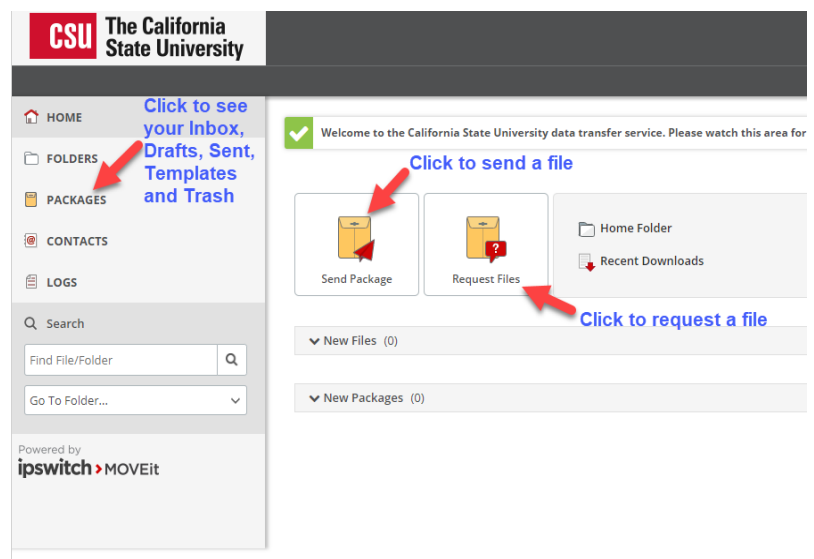 CSU The California
State University
HOME
FOLDERS
PACKAGES
CONTACTS
LOGS
Click to see
your Inbox,
Drafts, Sent,
Templates
and Trash
Search
Find File/Folder
Go To Folder...
Powered by
ipswitch MOVEit
Welcome to the California State University data transfer service. Please watch this area for
Click to send a file
Send Package
Request Files
?
Home Folder
Recent Downloads
Click to request a file
New Files (0)
New Packages (0)